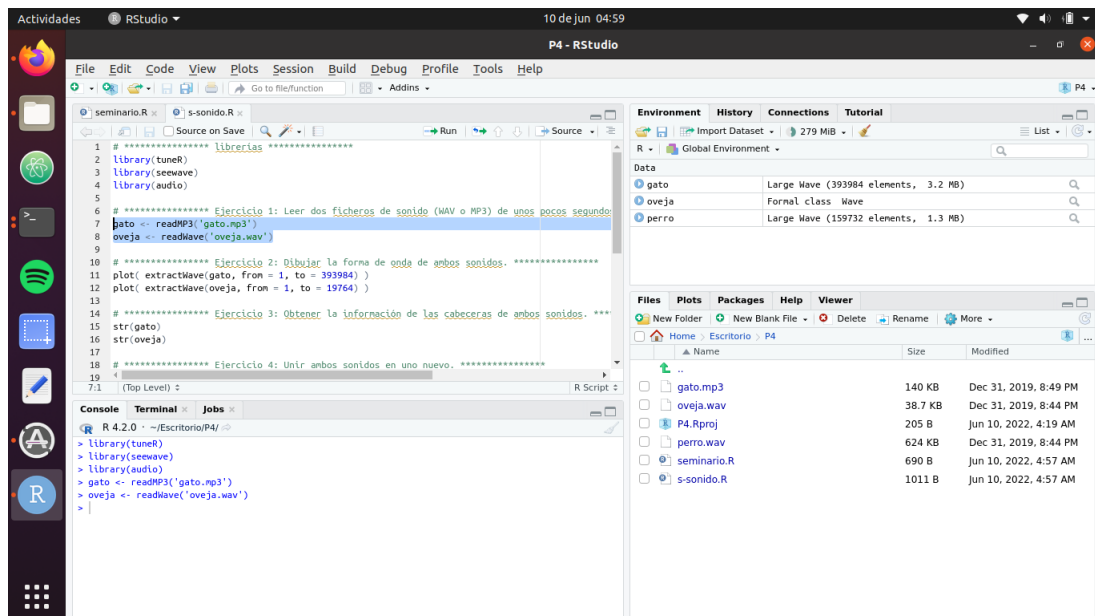 Actividades
RStudio
10 de jun 04:59
P4 - RStudio
File Edit Code View Plots Session Build Debug Profile Tools Help
Go to file/function
Addins
P4
seminario.R
s-sonido.R
Source on Save
Run
Source
1 # **************** librerias ****************
2 library(tuneR)
3 library(seewave)
4 library(audio)
5
6 # **************** Ejercicio 1: Leer dos ficheros de sonido (WAV o MP3) de unos pocos segundo
7 gato <- readMP3('gato.mp3')
8 oveja <- readWave('oveja.wav')
9
10 # **************** Ejercicio 2: Dibujar la forma de onda de ambos sonidos. ****************
11 plot( extractWave(gato, from = 1, to = 393984) )
12 plot( extractWave(oveja, from = 1, to = 19764) )
13
14 # **************** Ejercicio 3: Obtener la información de las cabeceras de ambos sonidos. ***
15 str(gato)
16 str(oveja)
17
18 # **************** Ejercicio 4: Unir ambos sonidos en uno nuevo. ****************
19
7:1 (Top Level)
R Script
Console Terminal Jobs
R 4.2.0 · ~/Escritorio/P4/
> library(tuneR)
> library(seewave)
> library(audio)
> gato <- readMP3('gato.mp3')
> oveja <- readWave('oveja.wav')
>
Environment History Connections Tutorial
Import Dataset
279 MiB
List
R
Global Environment
Data
gato Large Wave (393984 elements, 3.2 MB)
oveja Formal class Wave
perro Large Wave (159732 elements, 1.3 MB)
Files Plots Packages Help Viewer
New Folder New Blank File Delete Rename More
Home Escritorio P4
...
Name Size Modified
..
gato.mp3 140 KB Dec 31, 2019, 8:49 PM
oveja.wav 38.7 KB Dec 31, 2019, 8:44 PM
P4.Rproj 205 B Jun 10, 2022, 4:19 AM
perro.wav 624 KB Dec 31, 2019, 8:44 PM
seminario.R 690 B Jun 10, 2022, 4:57 AM
s-sonido.R 1011 B Jun 10, 2022, 4:57 AM